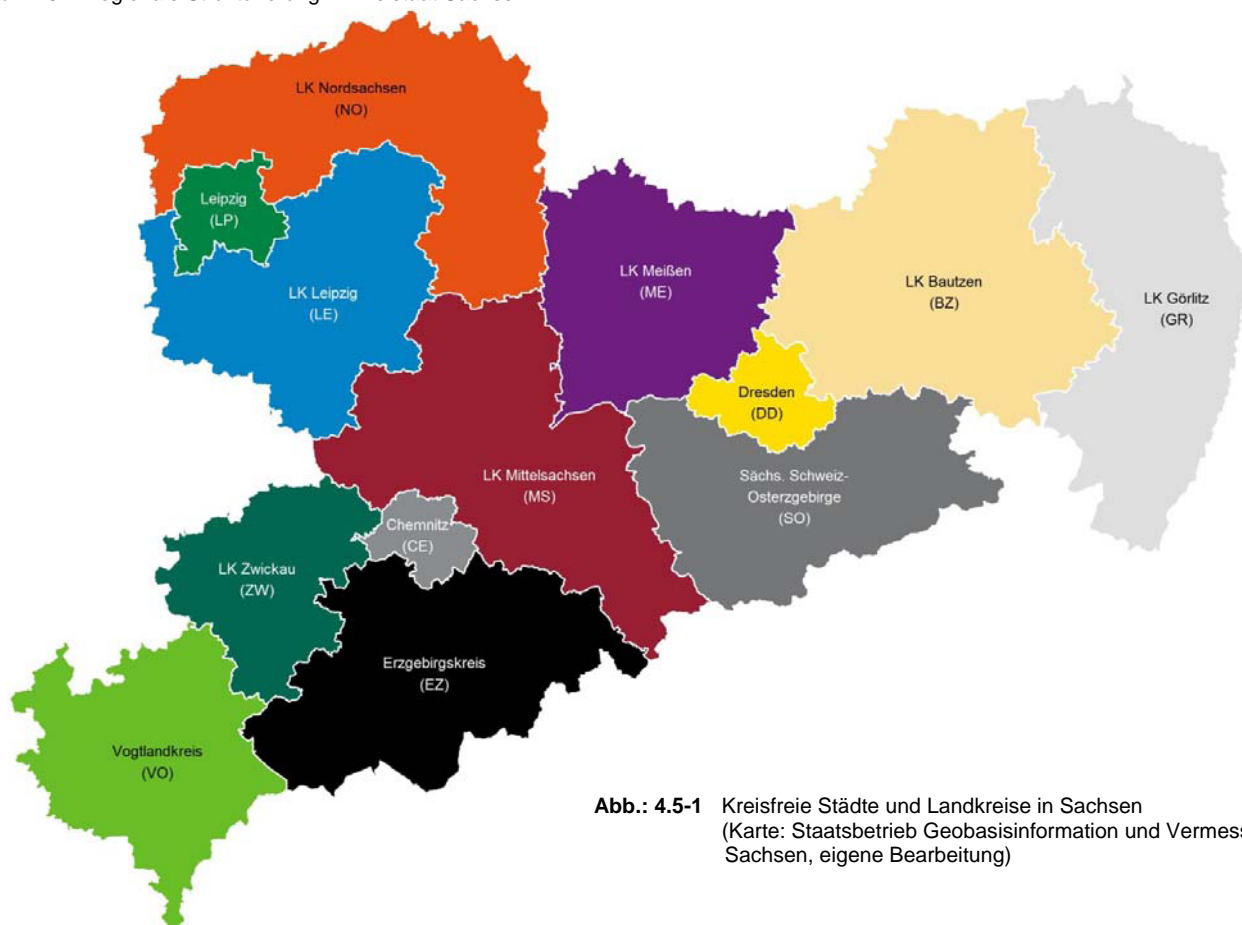 LK Nordsachsen
(NO)
Leipzig
(LP)
LK Leipzig
(LE)
LK Meißen
(ME)
LK Bautzen
(BZ)
LK Görlitz
(GR)
Dresden
(DD)
LK Mittelsachsen
(MS)
Sächs. Schweiz-
Osterzgebirge
(SO)
Chemnitz
(CE)
LK Zwickau
(ZW)
Erzgebirgskreis
(EZ)
Vogtlandkreis
(VO)
Abb.: 4.5-1 Kreisfreie Städte und Landkreise in Sachsen
(Karte: Staatsbetrieb Geobasisinformation und
Sachsen, eigene Bearbeitung)